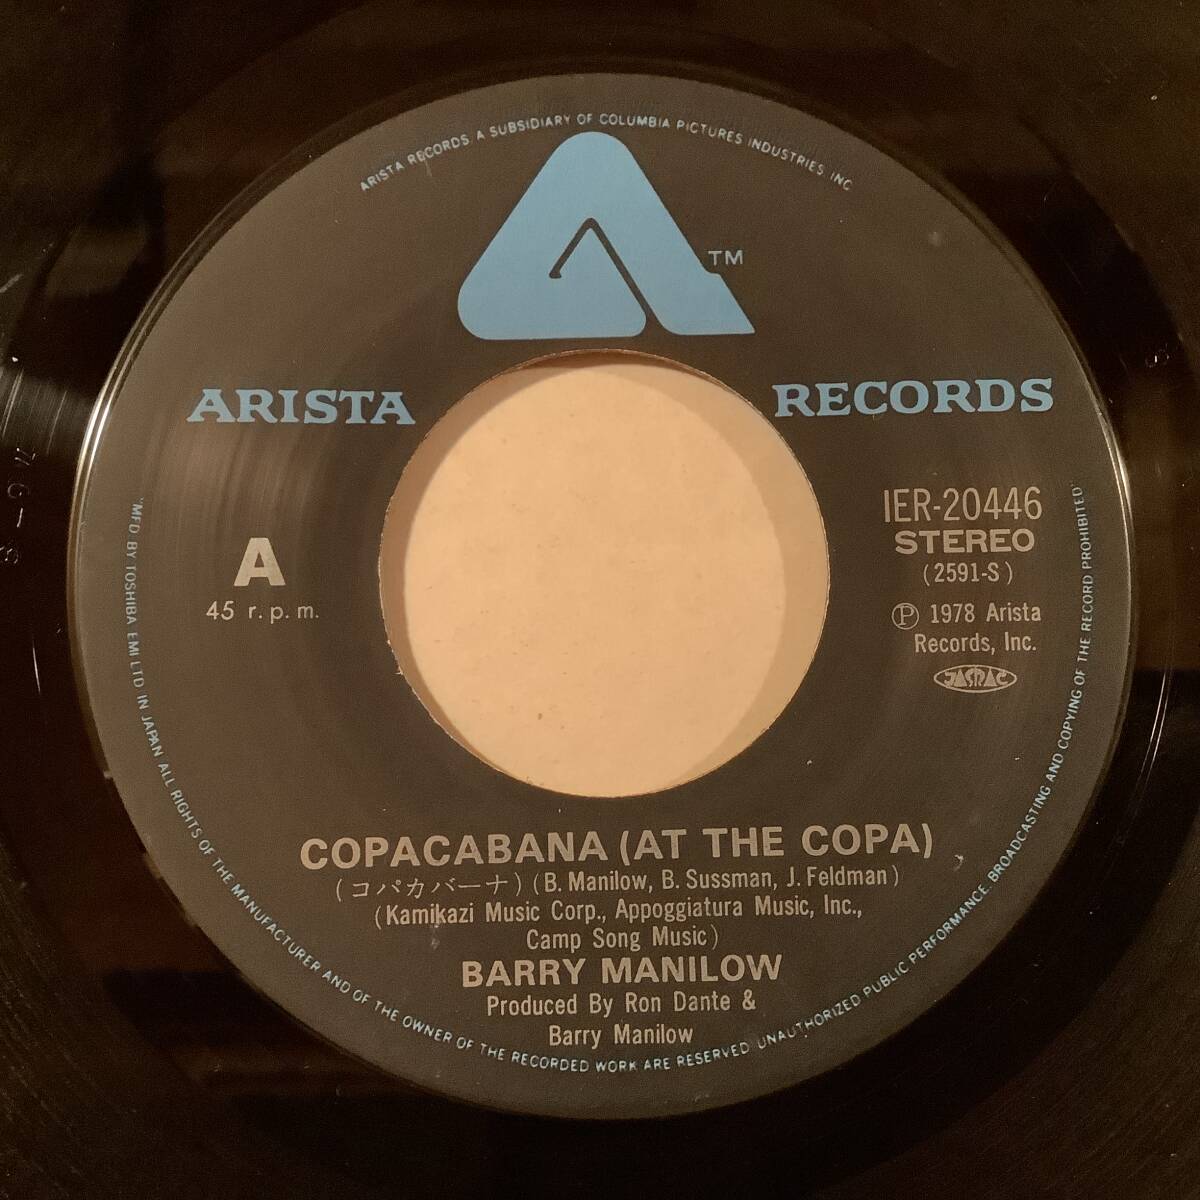 ARISTA RECORDS. A SUBSIDIARY OF COLUMBIA PICTURES INDUSTRIES INC
TM
ARISTA RECORDS
IER-20446
STEREO
(2591-S)
Ⓟ 1978 Arista
Records, Inc.
JASRAC
A
45 r.p.m.
COPACABANA (AT THE COPA)
(コパカバーナ) (B. Manilow, B. Sussman, J. Feldman)
(Kamikazi Music Corp., Appoggiatura Music, Inc.,
Camp Song Music)
BARRY MANILOW
Produced By Ron Dante &
Barry Manilow
"MFD BY TOSHIBA EMI LTD IN JAPAN ALL RIGHTS OF THE MANUFACTURER AND OF THE OWNER OF THE RECORDED WORK ARE RESERVED UNAUTHORIZED PUBLIC PERFORMANCE. BROADCASTING AND COPYING OF THE RECORD PROHIBITED"